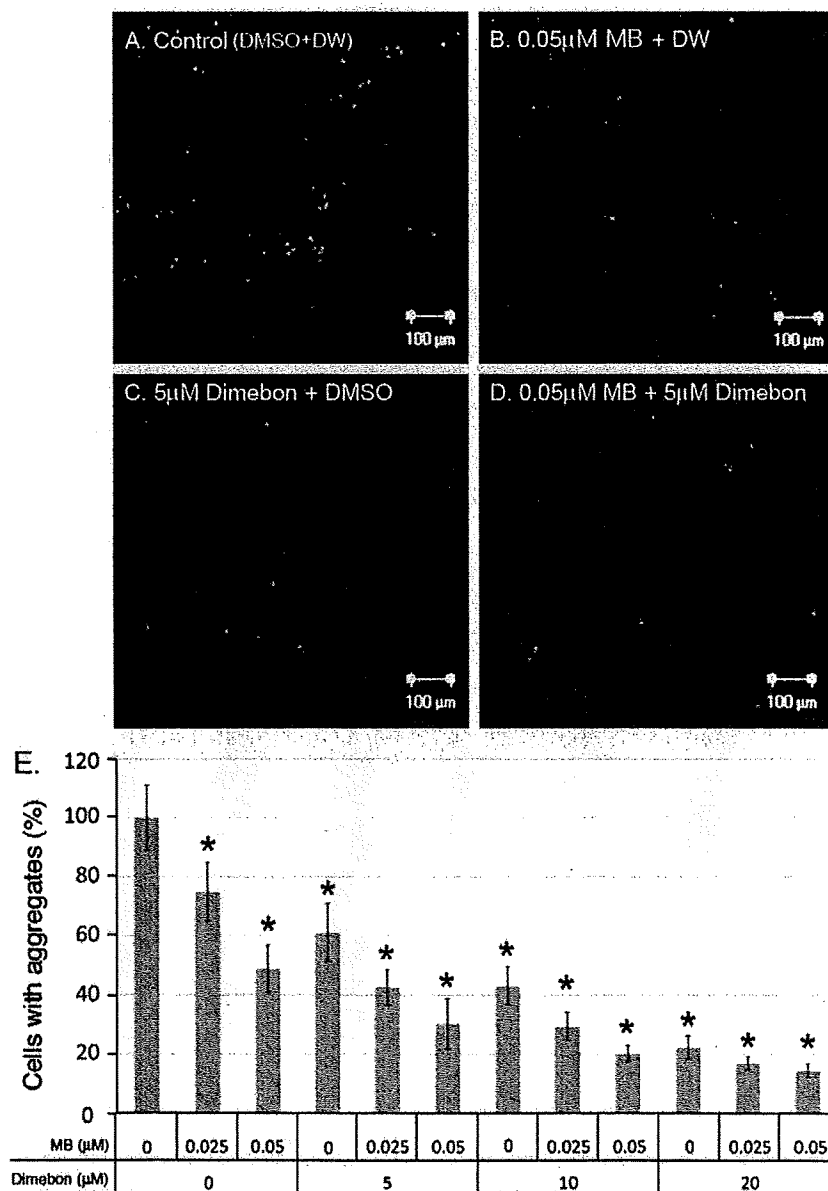 A. Control (DMSO+DW)
B. 0.05μM MB + DW
100 μm
100 μm
C. 5μM Dimebon + DMSO
D. 0.05μM MB + 5μM Dimebon
100 μm
100 μm
E.
Cells with aggregates (%)
120
100
80
60
40
20
0
* * * * * * * * * * *
MB (μM) 0 0.025 0.05 0 0.025 0.05 0 0.025 0.05 0 0.025 0.05
Dimebon (μM) 0 5 10 20